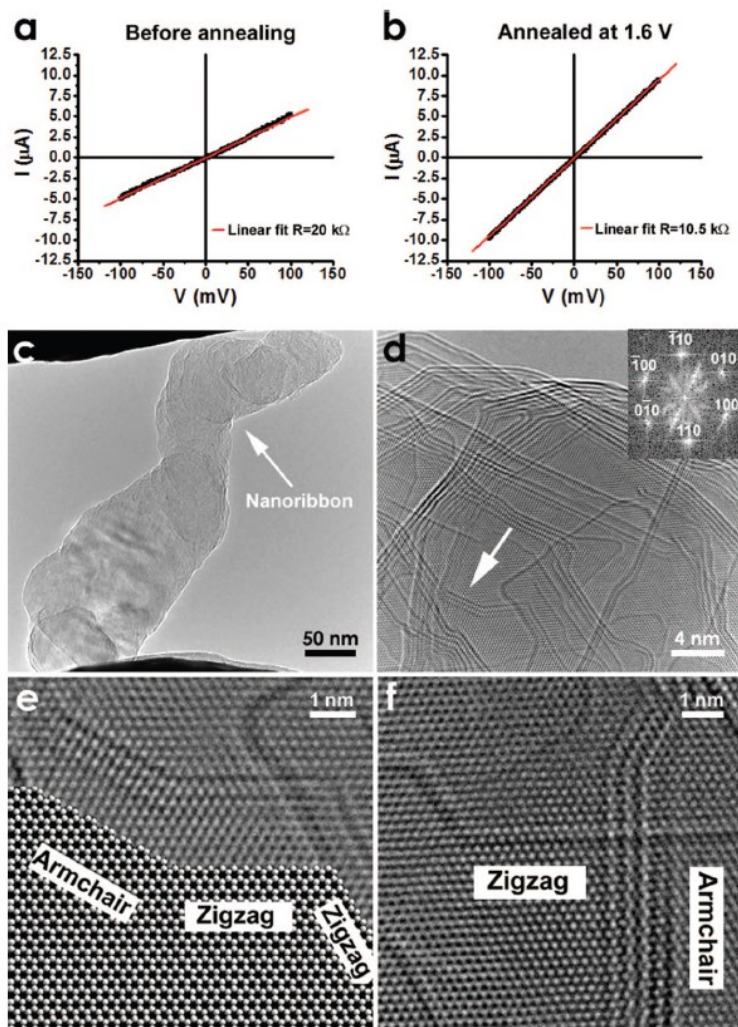 a
Before annealing
12.5
10.0
7.5
5.0
2.5
0.0
-2.5
-5.0
-7.5
-10.0
-12.5
I (μA)
Linear fit R=20 kΩ
-150 -100 -50 0 50 100 150
V (mV)
b
Annealed at 1.6 V
12.5
10.0
7.5
5.0
2.5
0.0
-2.5
-5.0
-7.5
-10.0
-12.5
I (μA)
Linear fit R=10.5 kΩ
-150 -100 -50 0 50 100 150
V (mV)
c
Nanoribbon
50 nm
d
1̄10
1̄00
010
01̄0
100
11̄0
4 nm
e
1 nm
Armchair
Zigzag
Zigzag
f
1 nm
Zigzag
Armchair